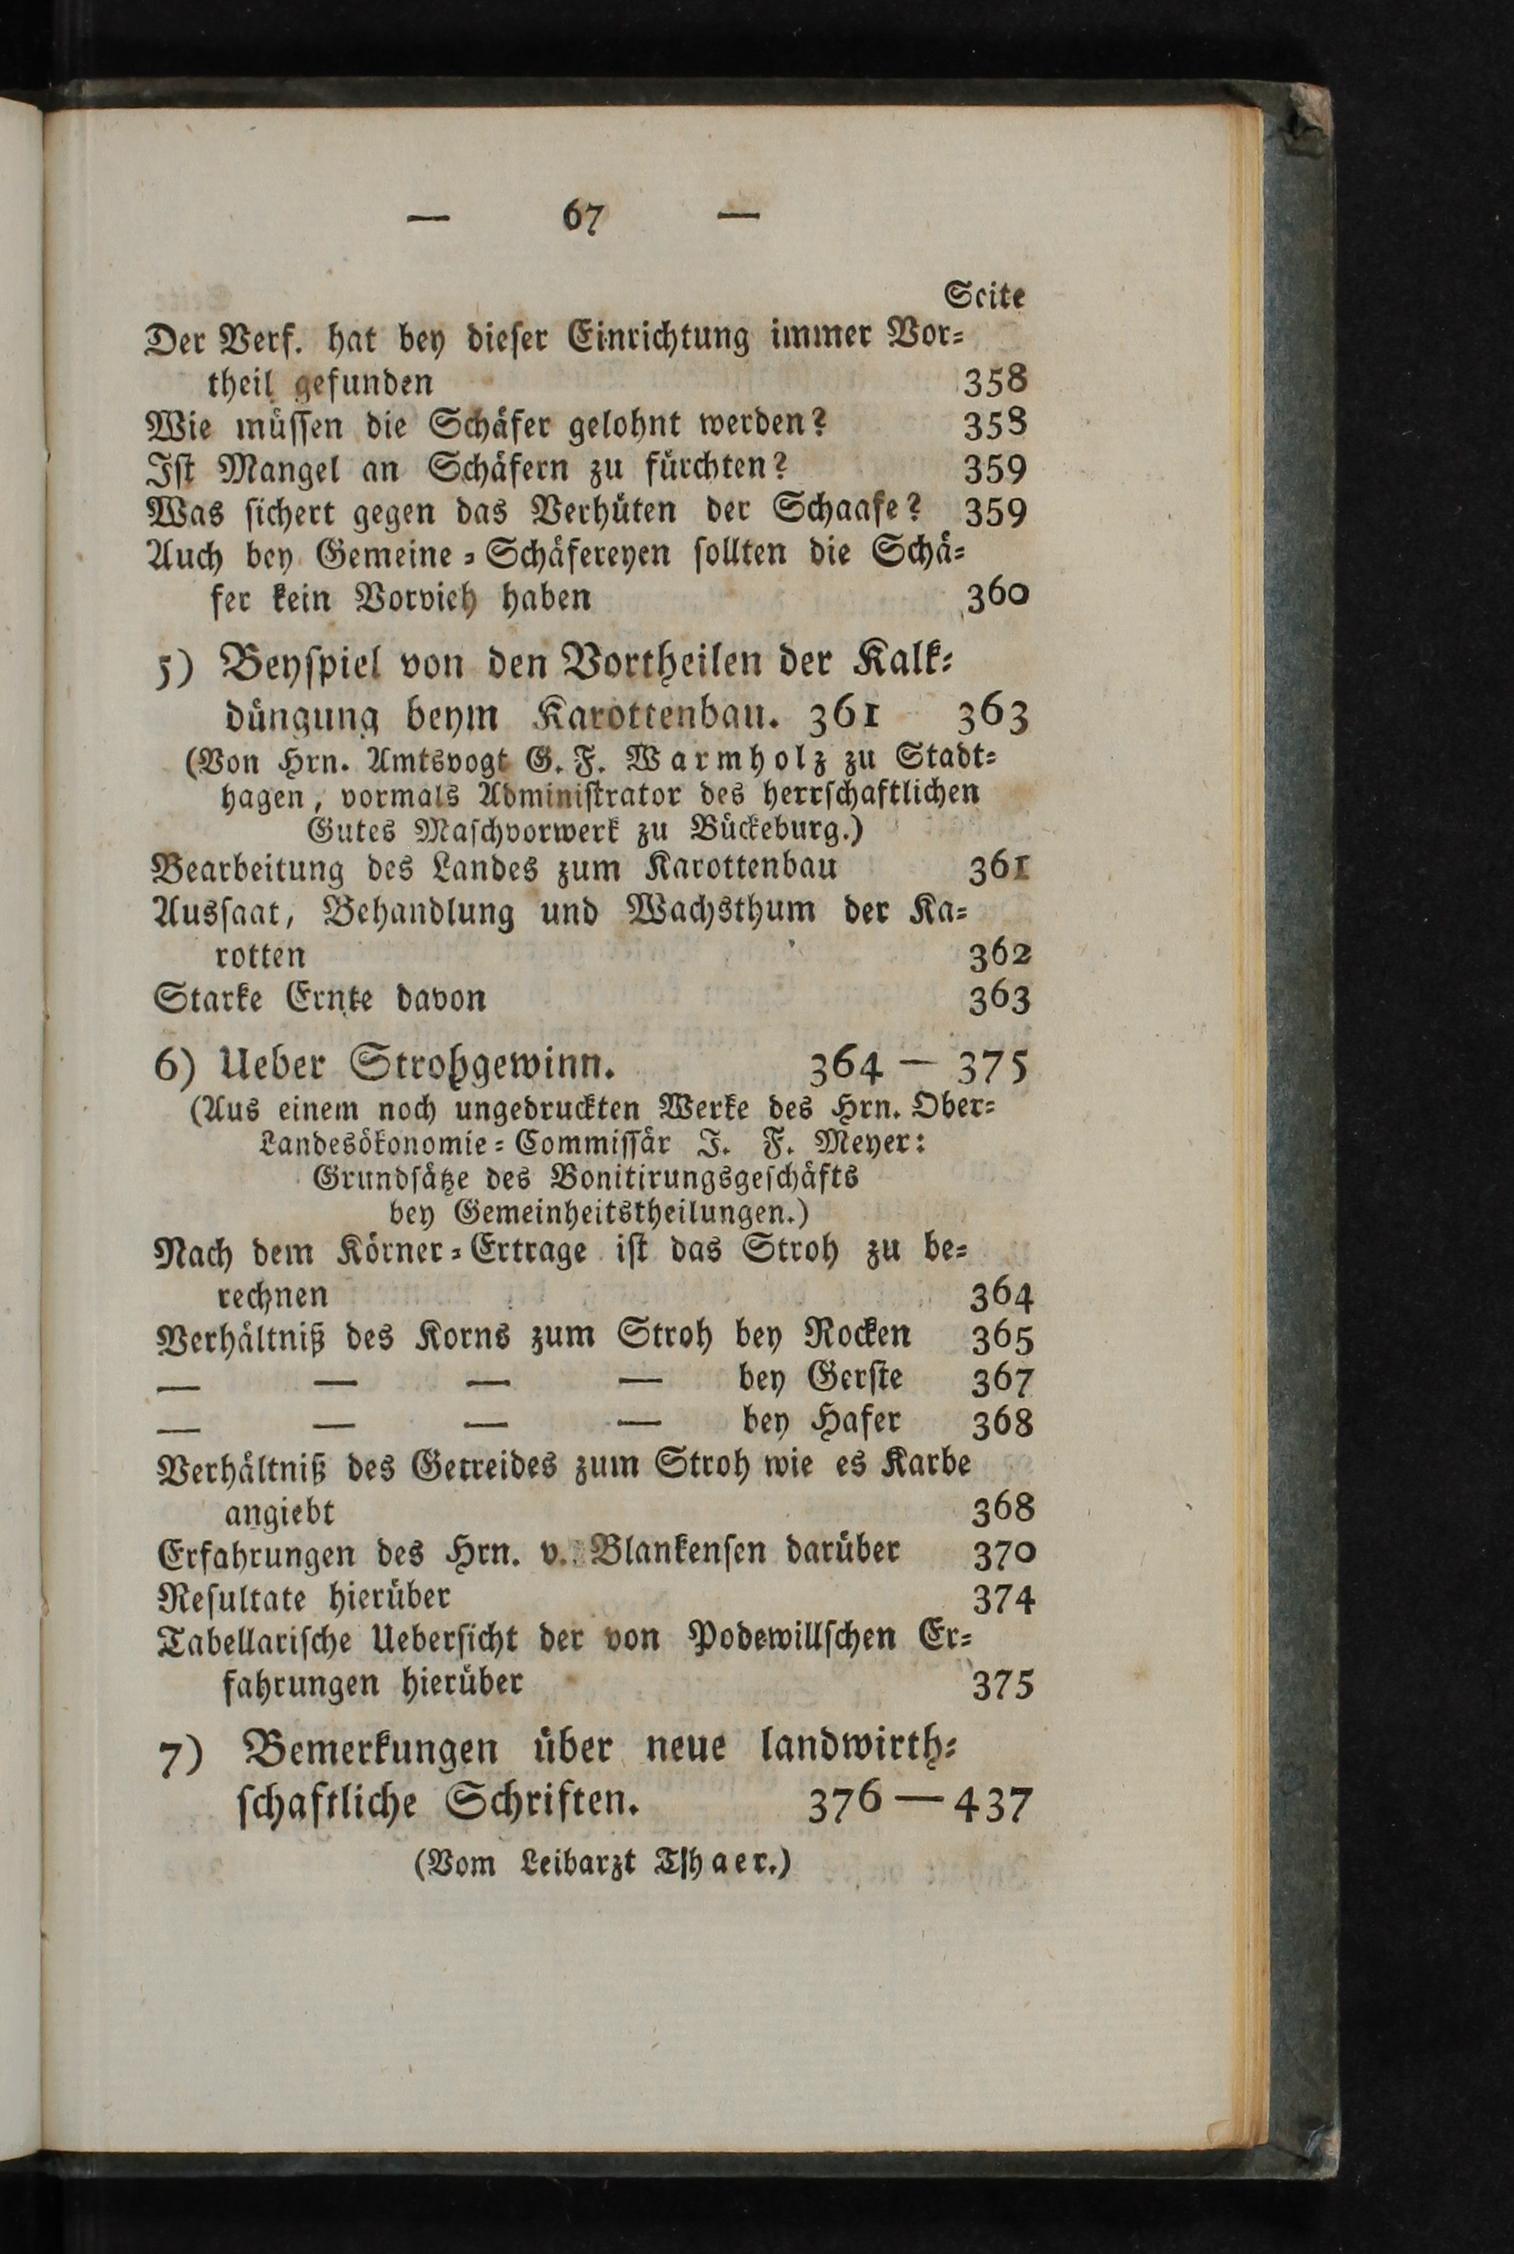 — 67 —
Seite
Der Verf. hat bey dieser Einrichtung immer Vor-
theil gefunden 358
Wie müssen die Schäfer gelohnt werden? 358
Ist Mangel an Schäfern zu fürchten? 359
Was sichert gegen das Verhüten der Schaafe? 359
Auch bey Gemeine-Schäfereyen sollten die Schä-
fer kein Vorvieh haben 360
5) Beyspiel von den Vortheilen der Kalk-
düngung beym Karottenbau. 361 363
(Von Hrn. Amtsvogt G. F. Warmholz zu Stadt-
hagen, vormals Administrator des herrschaftlichen
Gutes Maschvorwerk zu Bückeburg.)
Bearbeitung des Landes zum Karottenbau 361
Aussaat, Behandlung und Wachsthum der Ka-
rotten 362
Starke Ernte davon 363
6) Ueber Strohgewinn. 364 — 375
(Aus einem noch ungedruckten Werke des Hrn. Ober-
Landesökonomie-Commissär J. F. Meyer:
Grundsätze des Bonitirungsgeschäfts
bey Gemeinheitstheilungen.)
Nach dem Körner-Ertrage ist das Stroh zu be-
rechnen 364
Verhältniß des Korns zum Stroh bey Rocken 365
— — — — bey Gerste 367
— — — — bey Hafer 368
Verhältniß des Getreides zum Stroh wie es Karbe
angiebt 368
Erfahrungen des Hrn. v. Blankensen darüber 370
Resultate hierüber 374
Tabellarische Uebersicht der von Podewillschen Er-
fahrungen hierüber 375
7) Bemerkungen über neue landwirth-
schaftliche Schriften. 376 — 437
(Vom Leibarzt Thaer.)